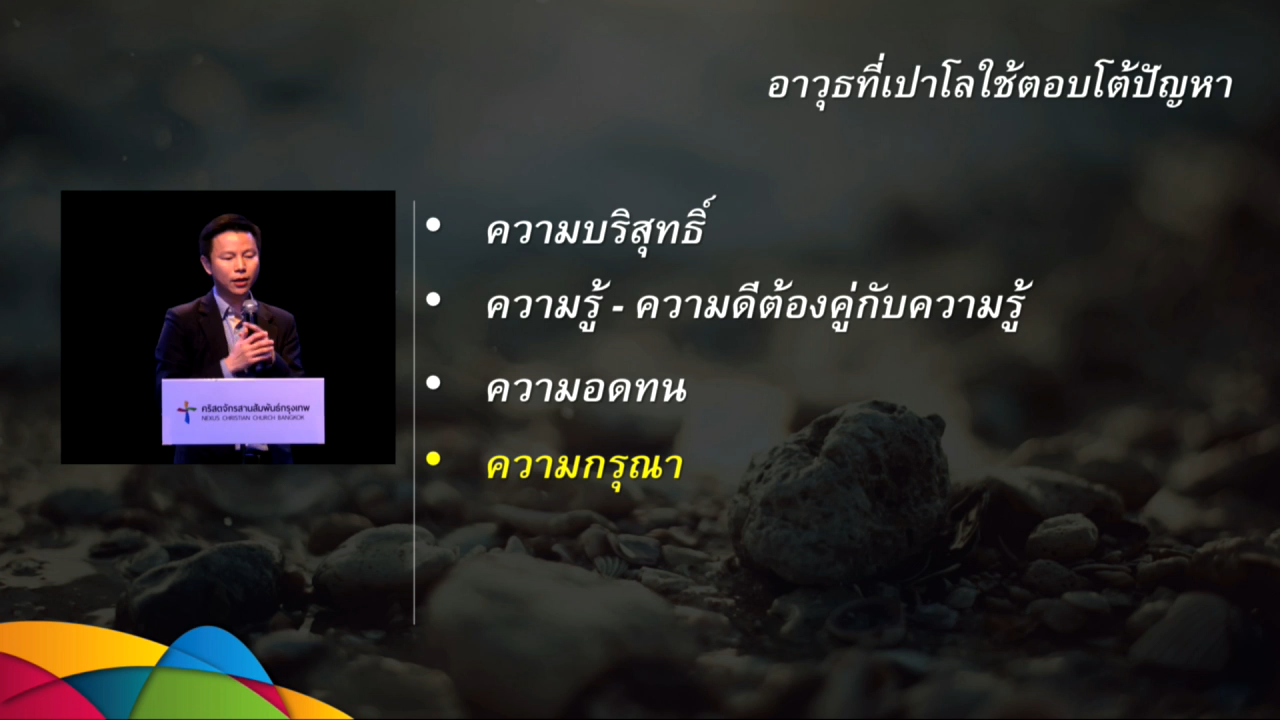 อาวุธที่เปาโลใช้ตอบโต้ปัญหา
• ความบริสุทธิ์
• ความรู้ - ความดีต้องคู่กับความรู้
• ความอดทน
• ความกรุณา
คริสตจักรสานสัมพันธ์กรุงเทพ
NEXUS CHRISTIAN CHURCH BANGKOK